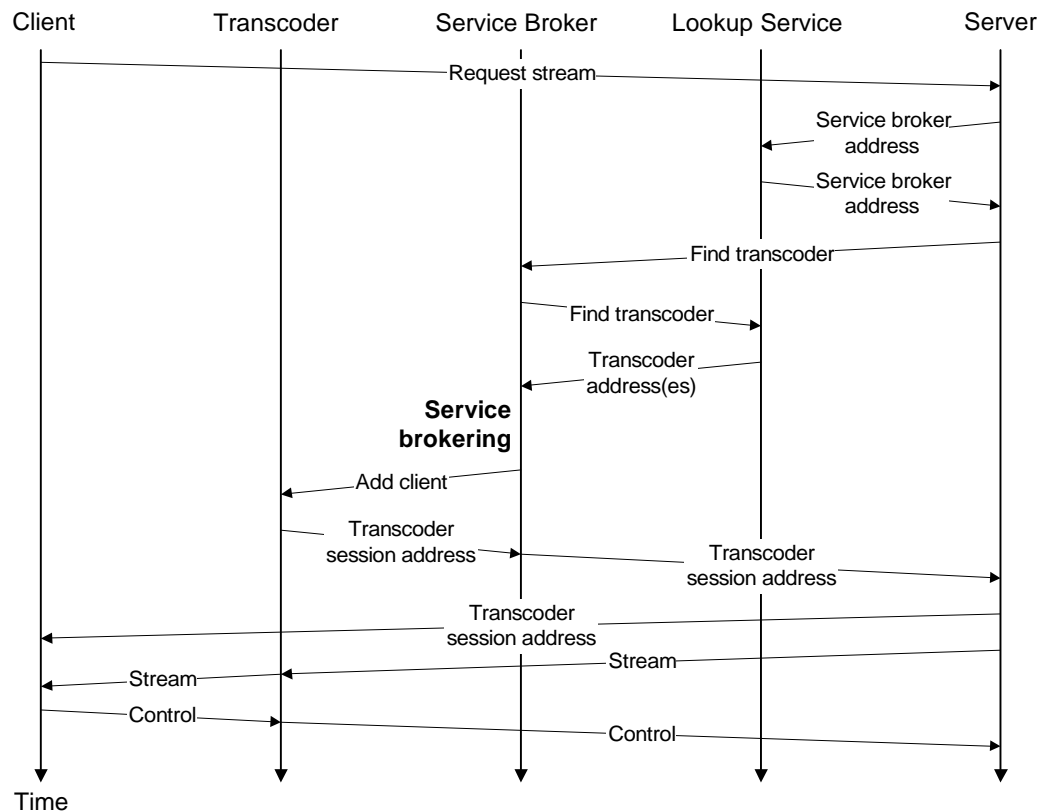 Client
Transcoder
Service Broker
Lookup Service
Server
Request stream
Service broker
address
Service broker
address
Find transcoder
Find transcoder
Transcoder
address(es)
Service
brokering
Add client
Transcoder
session address
Transcoder
session address
Transcoder
session address
Stream
Stream
Control
Control
Time